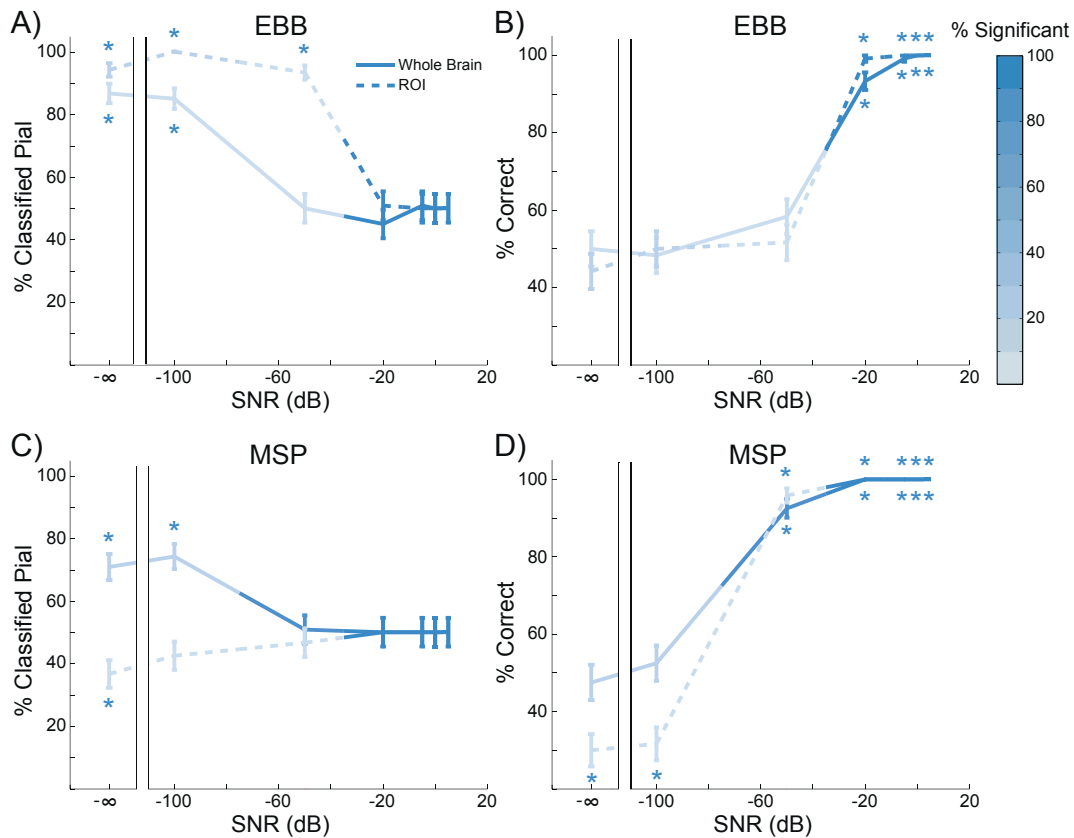 A)
EBB
% Classified Pial
100
80
60
40
20
* * *
* *
Whole Brain
ROI
-∞
-100
-60
-20
20
SNR (dB)
B)
EBB
% Correct
100
80
60
40
* ***
* * **
-∞
-100
-60
-20
20
SNR (dB)
% Significant
100
80
60
40
20
C)
MSP
% Classified Pial
100
80
60
40
20
* *
*
-∞
-100
-60
-20
20
SNR (dB)
D)
MSP
% Correct
100
80
60
40
* * ***
* * ***
* *
-∞
-100
-60
-20
20
SNR (dB)